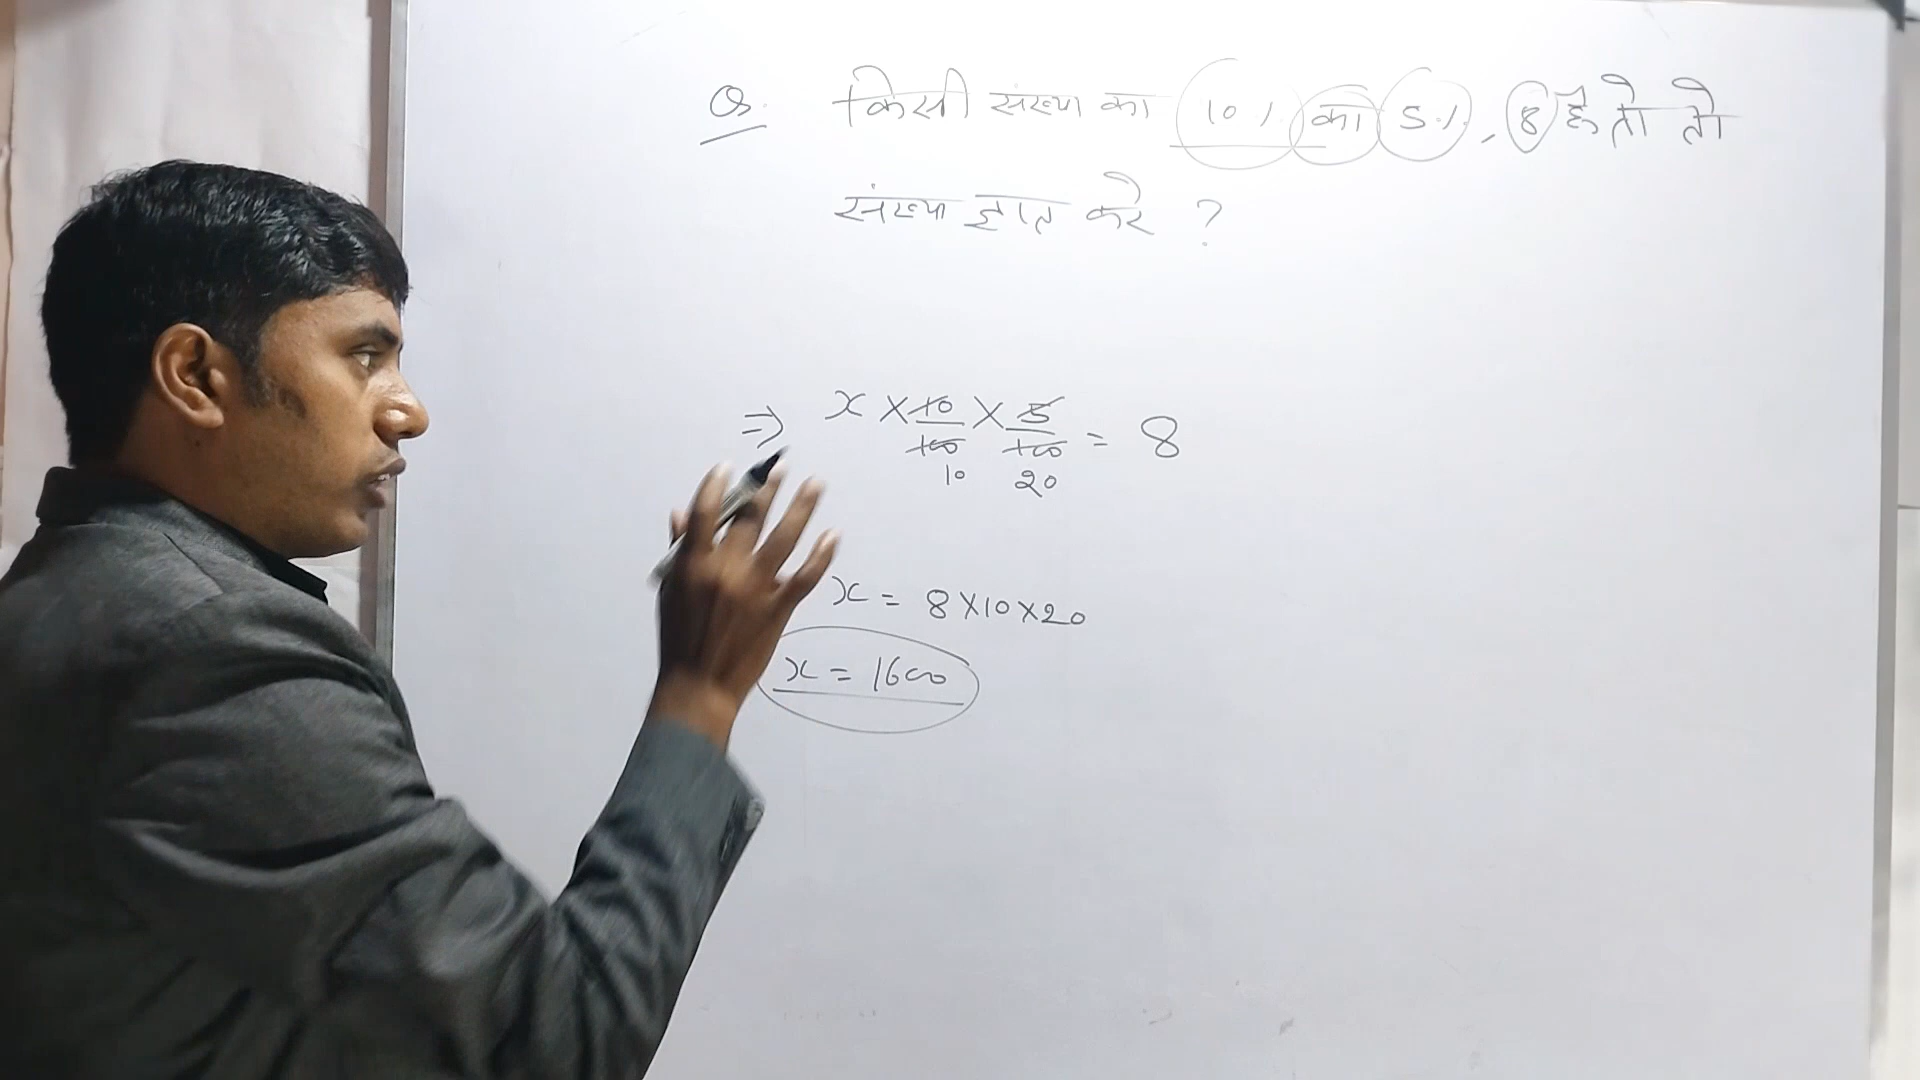 Q. किसी संख्या का 10% का 5%, 8 है तो तो
संख्या ज्ञात करे ?
⇒ x × 10/100 × 5/100 = 8
10 20
x = 8×10×20
x = 1600